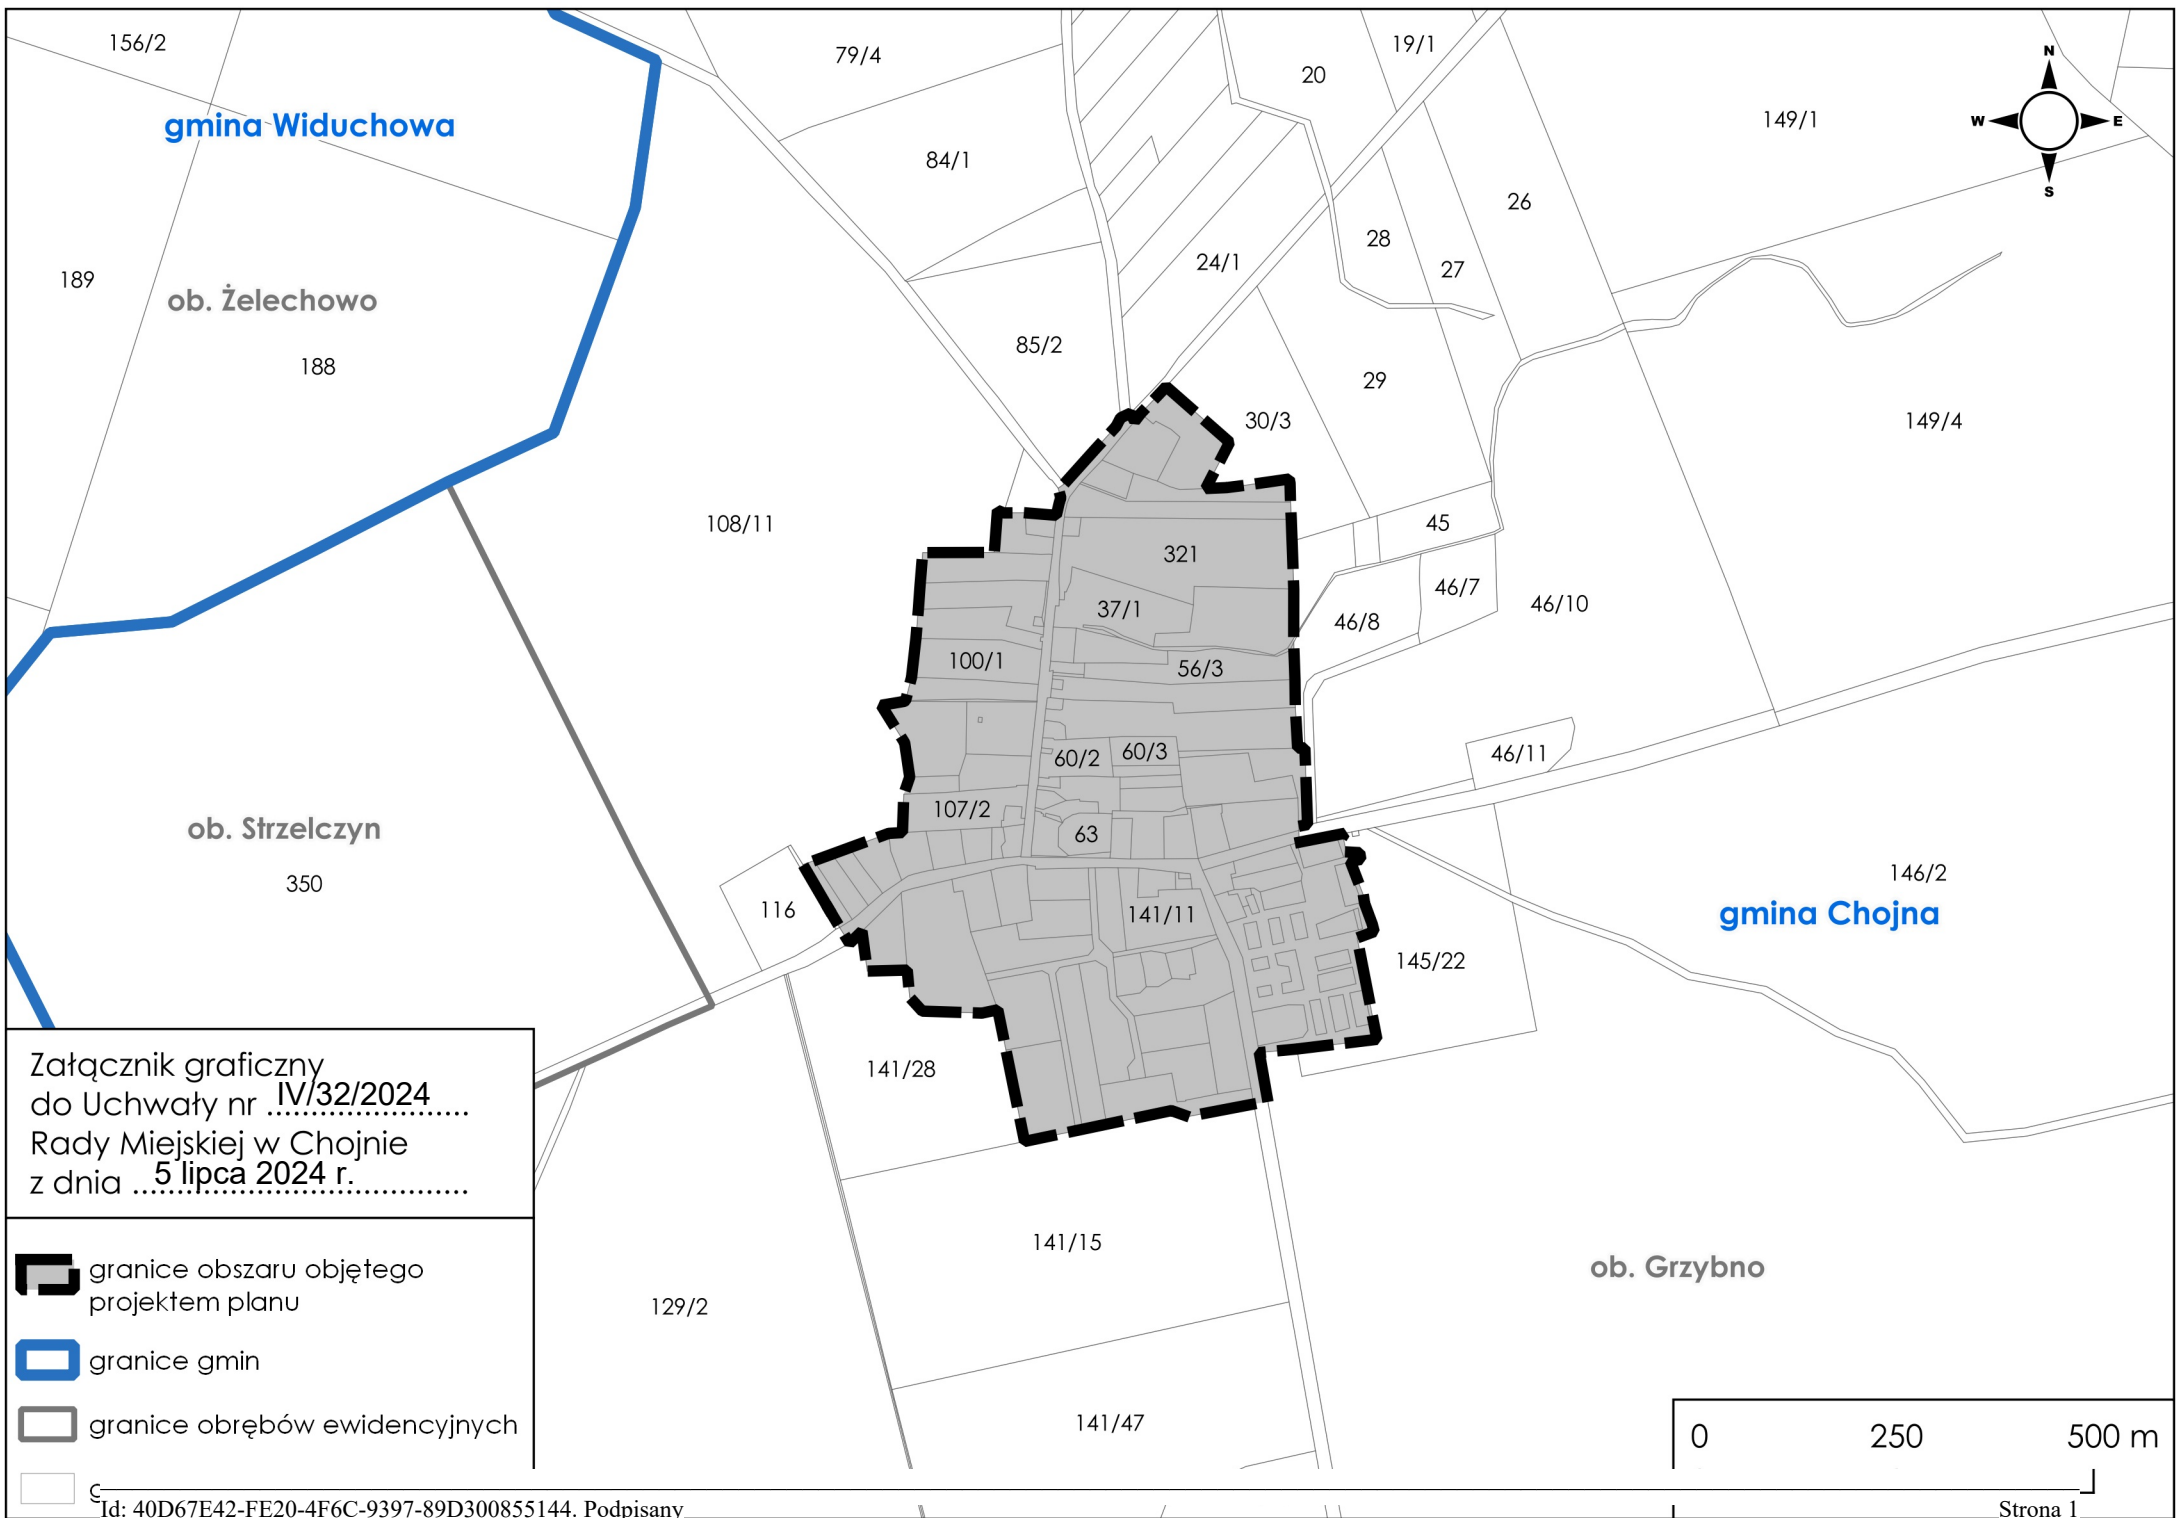 156/2
79/4
19/1
20
N
gmina Widuchowa
149/1
W
E
84/1
S
26
28
24/1
27
189
ob. Żelechowo
85/2
188
29
30/3
149/4
108/11
45
321
46/7
37/1
46/10
46/8
100/1
56/3
60/2
60/3
46/11
107/2
ob. Strzelczyn
63
350
146/2
116
141/11
gmina Chojna
145/22
141/28
Załącznik graficzny
do Uchwały nr IV/32/2024
Rady Miejskiej w Chojnie
z dnia 5 lipca 2024 r.
141/15
ob. Grzybno
granice obszaru objętego
projektem planu
129/2
granice gmin
granice obrębów ewidencyjnych
141/47
0 250 500 m
Id: 40D67E42-FE20-4F6C-9397-89D300855144. Podpisany
Strona 1